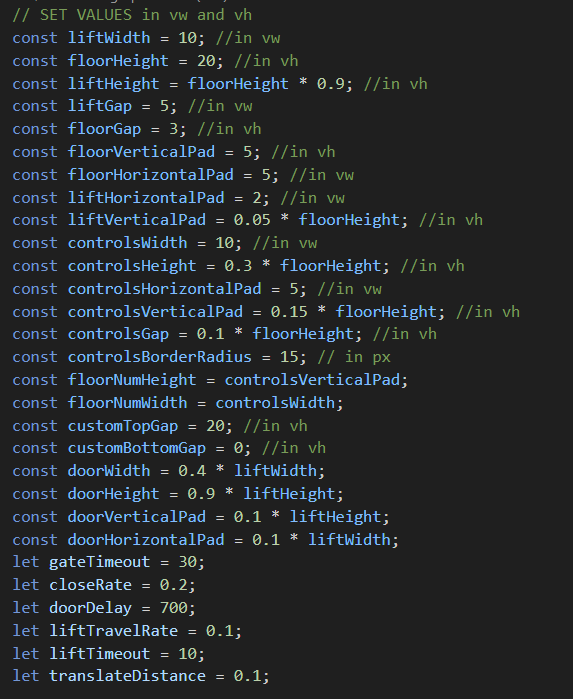 // SET VALUES in vw and vh
const liftWidth = 10; //in vw
const floorHeight = 20; //in vh
const liftHeight = floorHeight * 0.9; //in vh
const liftGap = 5; //in vw
const floorGap = 3; //in vh
const floorVerticalPad = 5; //in vh
const floorHorizontalPad = 5; //in vw
const liftHorizontalPad = 2; //in vw
const liftVerticalPad = 0.05 * floorHeight; //in vh
const controlsWidth = 10; //in vw
const controlsHeight = 0.3 * floorHeight; //in vh
const controlsHorizontalPad = 5; //in vw
const controlsVerticalPad = 0.15 * floorHeight; //in vh
const controlsGap = 0.1 * floorHeight; //in vh
const controlsBorderRadius = 15; // in px
const floorNumHeight = controlsVerticalPad;
const floorNumWidth = controlsWidth;
const customTopGap = 20; //in vh
const customBottomGap = 0; //in vh
const doorWidth = 0.4 * liftWidth;
const doorHeight = 0.9 * liftHeight;
const doorVerticalPad = 0.1 * liftHeight;
const doorHorizontalPad = 0.1 * liftWidth;
let gateTimeout = 30;
let closeRate = 0.2;
let doorDelay = 700;
let liftTravelRate = 0.1;
let liftTimeout = 10;
let translateDistance = 0.1;